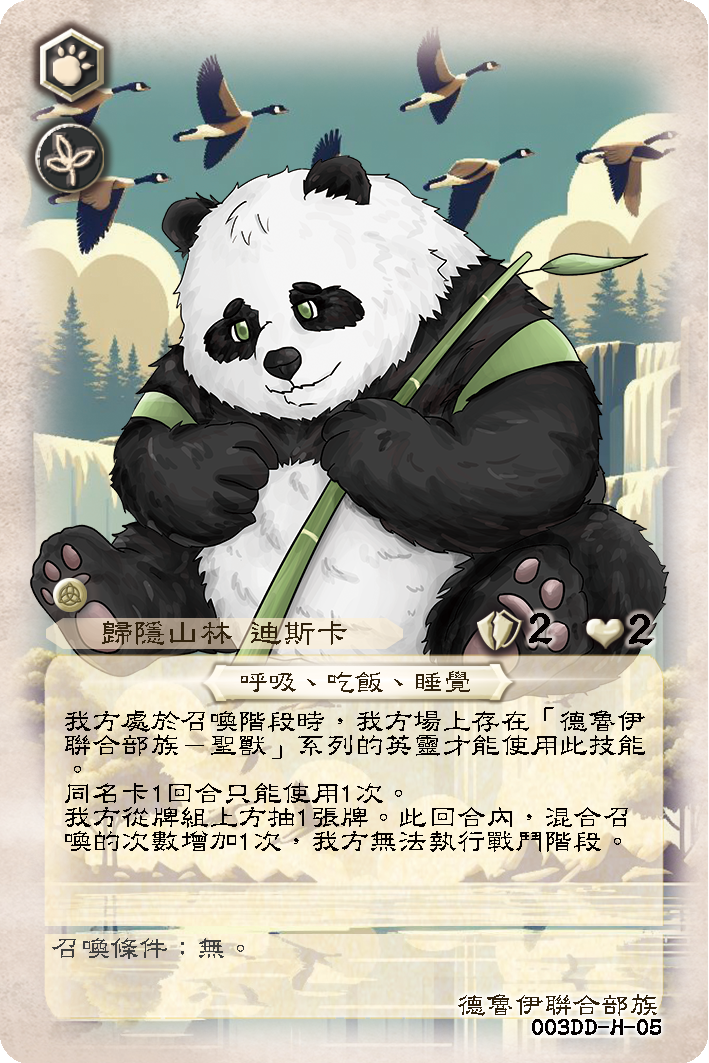 歸隱山林 迪斯卡
2
2
呼吸、吃飯、睡覺
我方處於召喚階段時，我方場上存在「德魯伊
聯合部族－聖獸」系列的英靈才能使用此技能
。
同名卡1回合只能使用1次。
我方從牌組上方抽1張牌。此回合內，混合召
喚的次數增加1次，我方無法執行戰鬥階段。
召喚條件：無。
德魯伊聯合部族
003DD-H-05